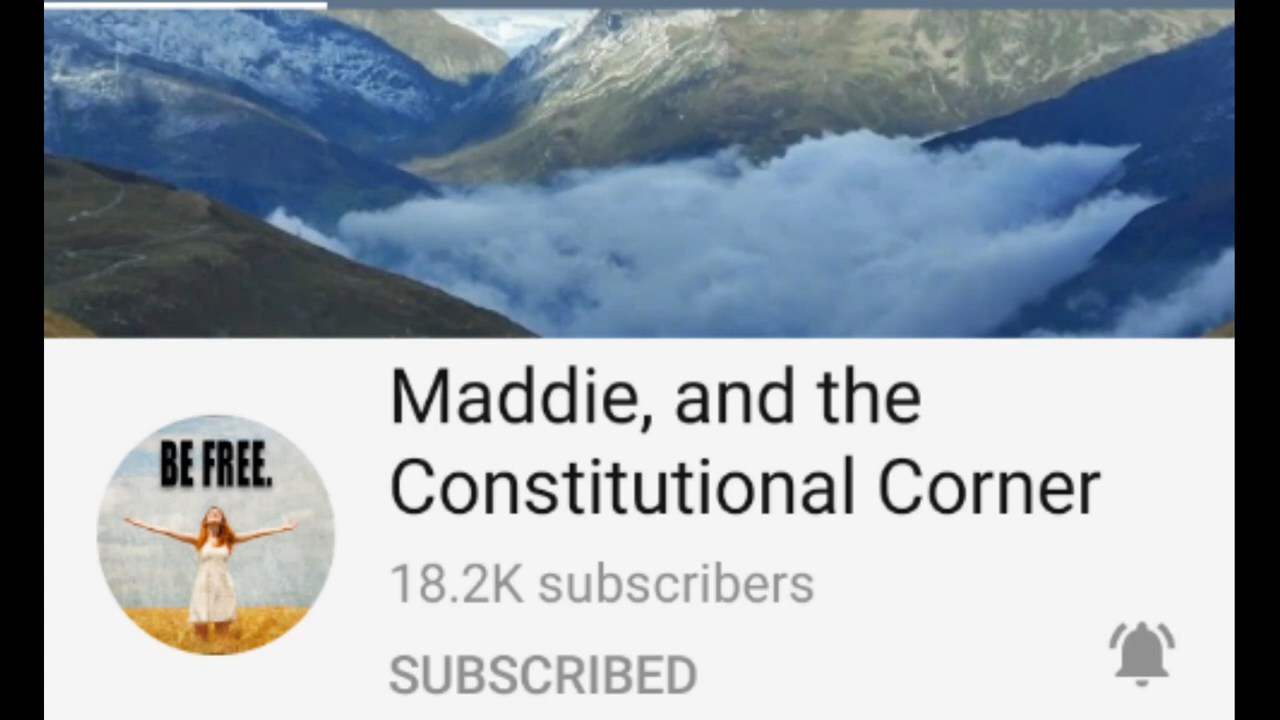 BE FREE.
Maddie, and the
Constitutional Corner
18.2K subscribers
SUBSCRIBED